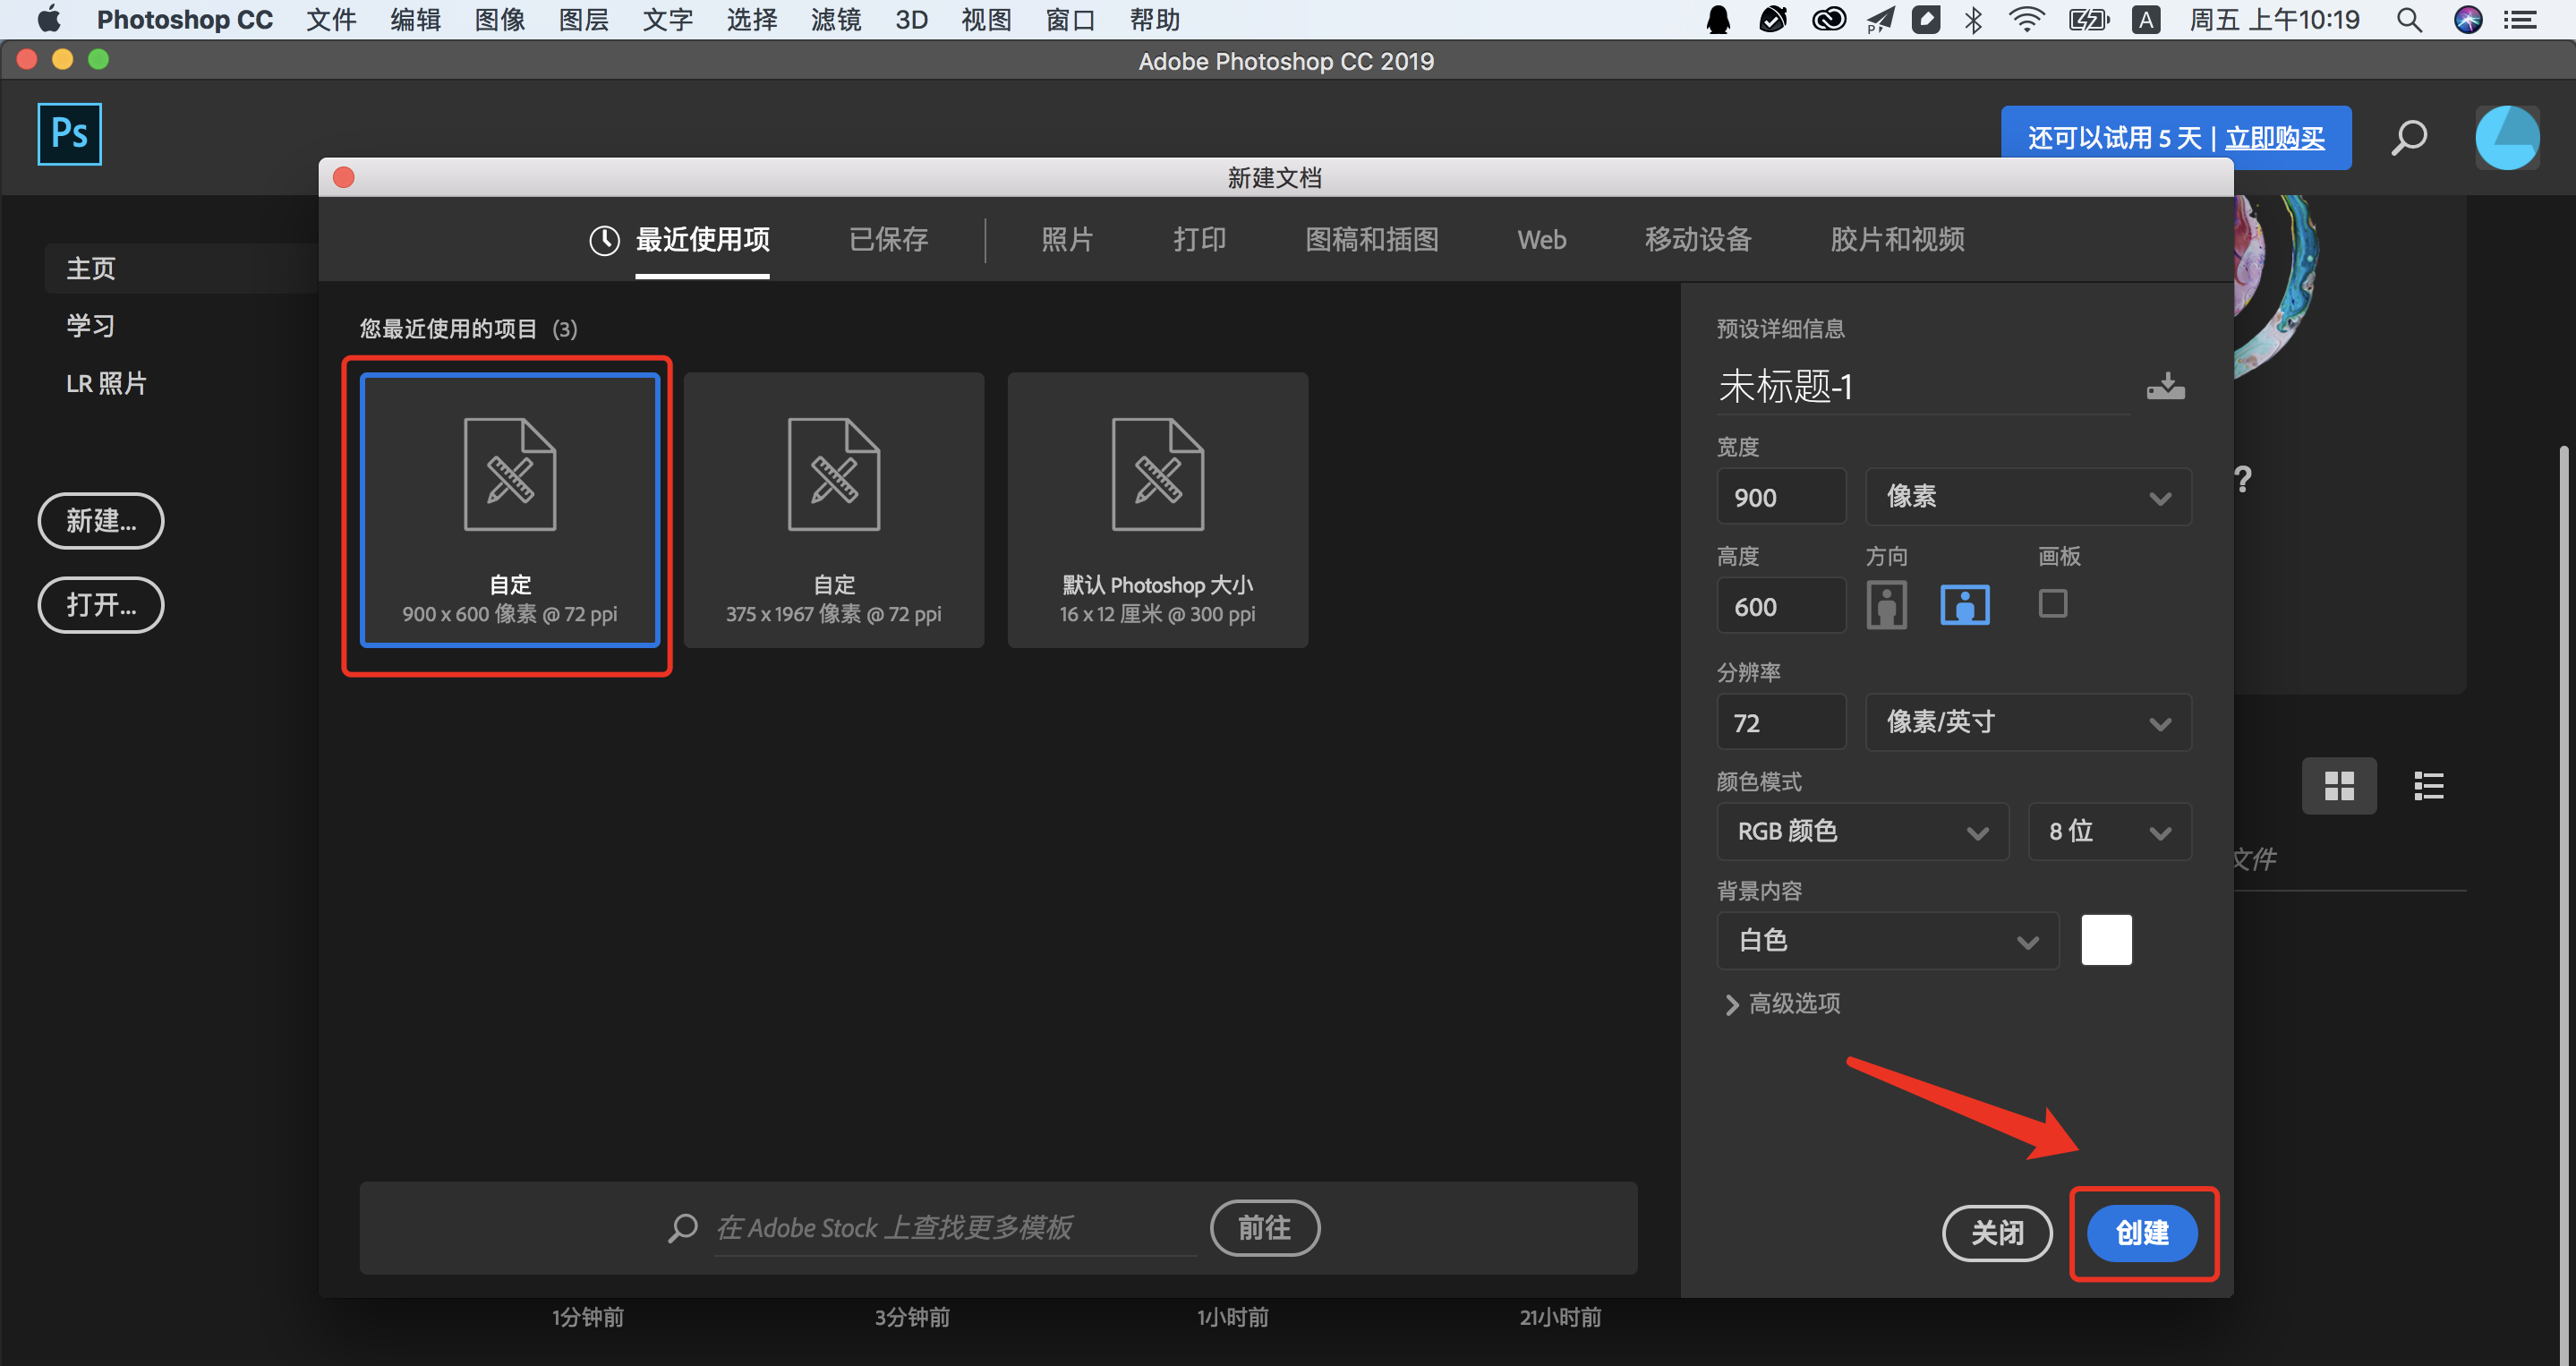 Photoshop CC 文件 编辑 图像 图层 文字 选择 滤镜 3D 视图 窗口 帮助 A 周五 上午10:19
Adobe Photoshop CC 2019
Ps
还可以试用 5 天 | 立即购买
新建文档
最近使用项 已保存 照片 打印 图稿和插图 Web 移动设备 胶片和视频
主页
学习
LR 照片
新建...
打开...
您最近使用的项目 (3)
自定
900 x 600 像素 @ 72 ppi
自定
375 x 1967 像素 @ 72 ppi
默认 Photoshop 大小
16 x 12 厘米 @ 300 ppi
预设详细信息
未标题-1
宽度
900 像素
高度 方向 画板
600
分辨率
72 像素/英寸
颜色模式
RGB 颜色 8 位
背景内容
白色
高级选项
?
文件
在 Adobe Stock 上查找更多模板 前往
关闭 创建
1分钟前 3分钟前 1小时前 21小时前